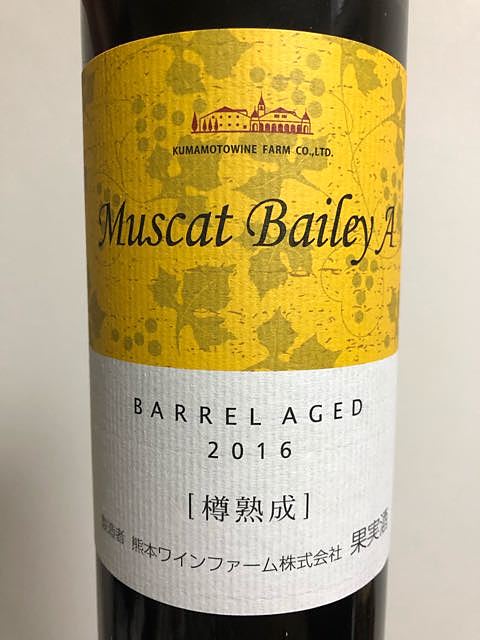 KUMAMOTOWINE FARM CO.,LTD.
Muscat Bailey A
BARREL AGED
2016
[樽熟成]
製造者 熊本ワインファーム株式会社 果実酒